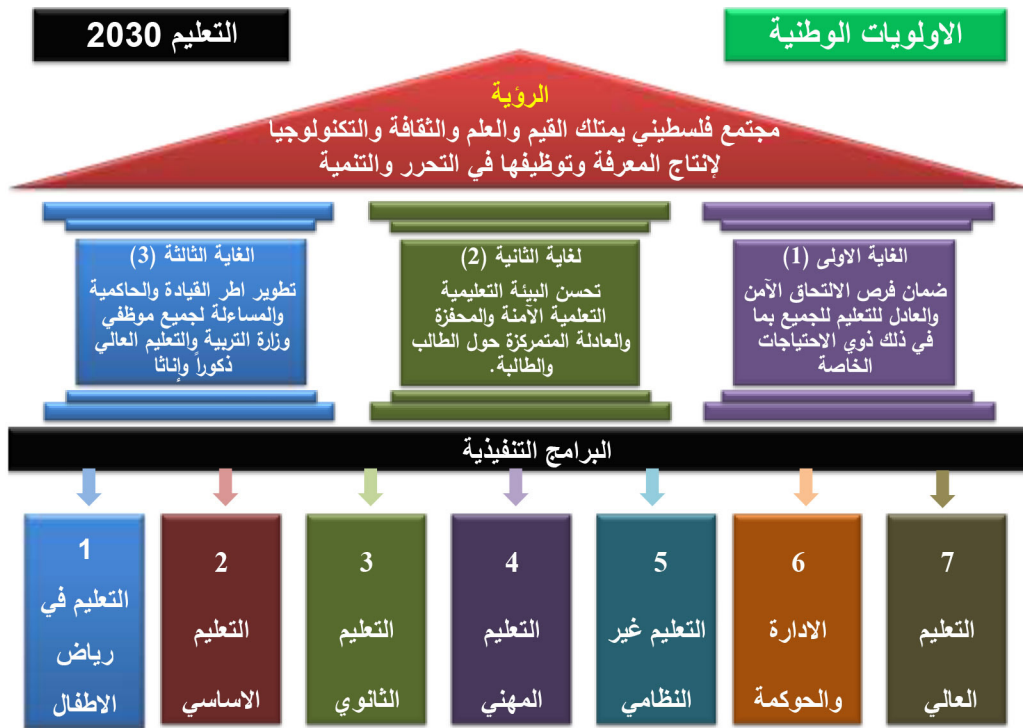 الاولويات الوطنية
التعليم 2030
الرؤية
مجتمع فلسطيني يمتلك القيم والعلم والثقافة والتكنولوجيا
لإنتاج المعرفة وتوظيفها في التحرر والتنمية
الغاية الاولى (1)
ضمان فرص الالتحاق الآمن
والعادل للتعليم للجميع بما
في ذلك ذوي الاحتياجات
الخاصة
لغاية الثانية (2)
تحسن البيئة التعليمية
التعلمية الآمنة والمحفزة
والعادلة المتمركزة حول الطالب
والطالبة.
الغاية الثالثة (3)
تطوير اطر القيادة والحاكمية
والمساءلة لجميع موظفي
وزارة التربية والتعليم العالي
ذكوراً وإناثا
البرامج التنفيذية
1
التعليم في
رياض
الاطفال
2
التعليم
الاساسي
3
التعليم
الثانوي
4
التعليم
المهني
5
التعليم غير
النظامي
6
الادارة
والحوكمة
7
التعليم
العالي